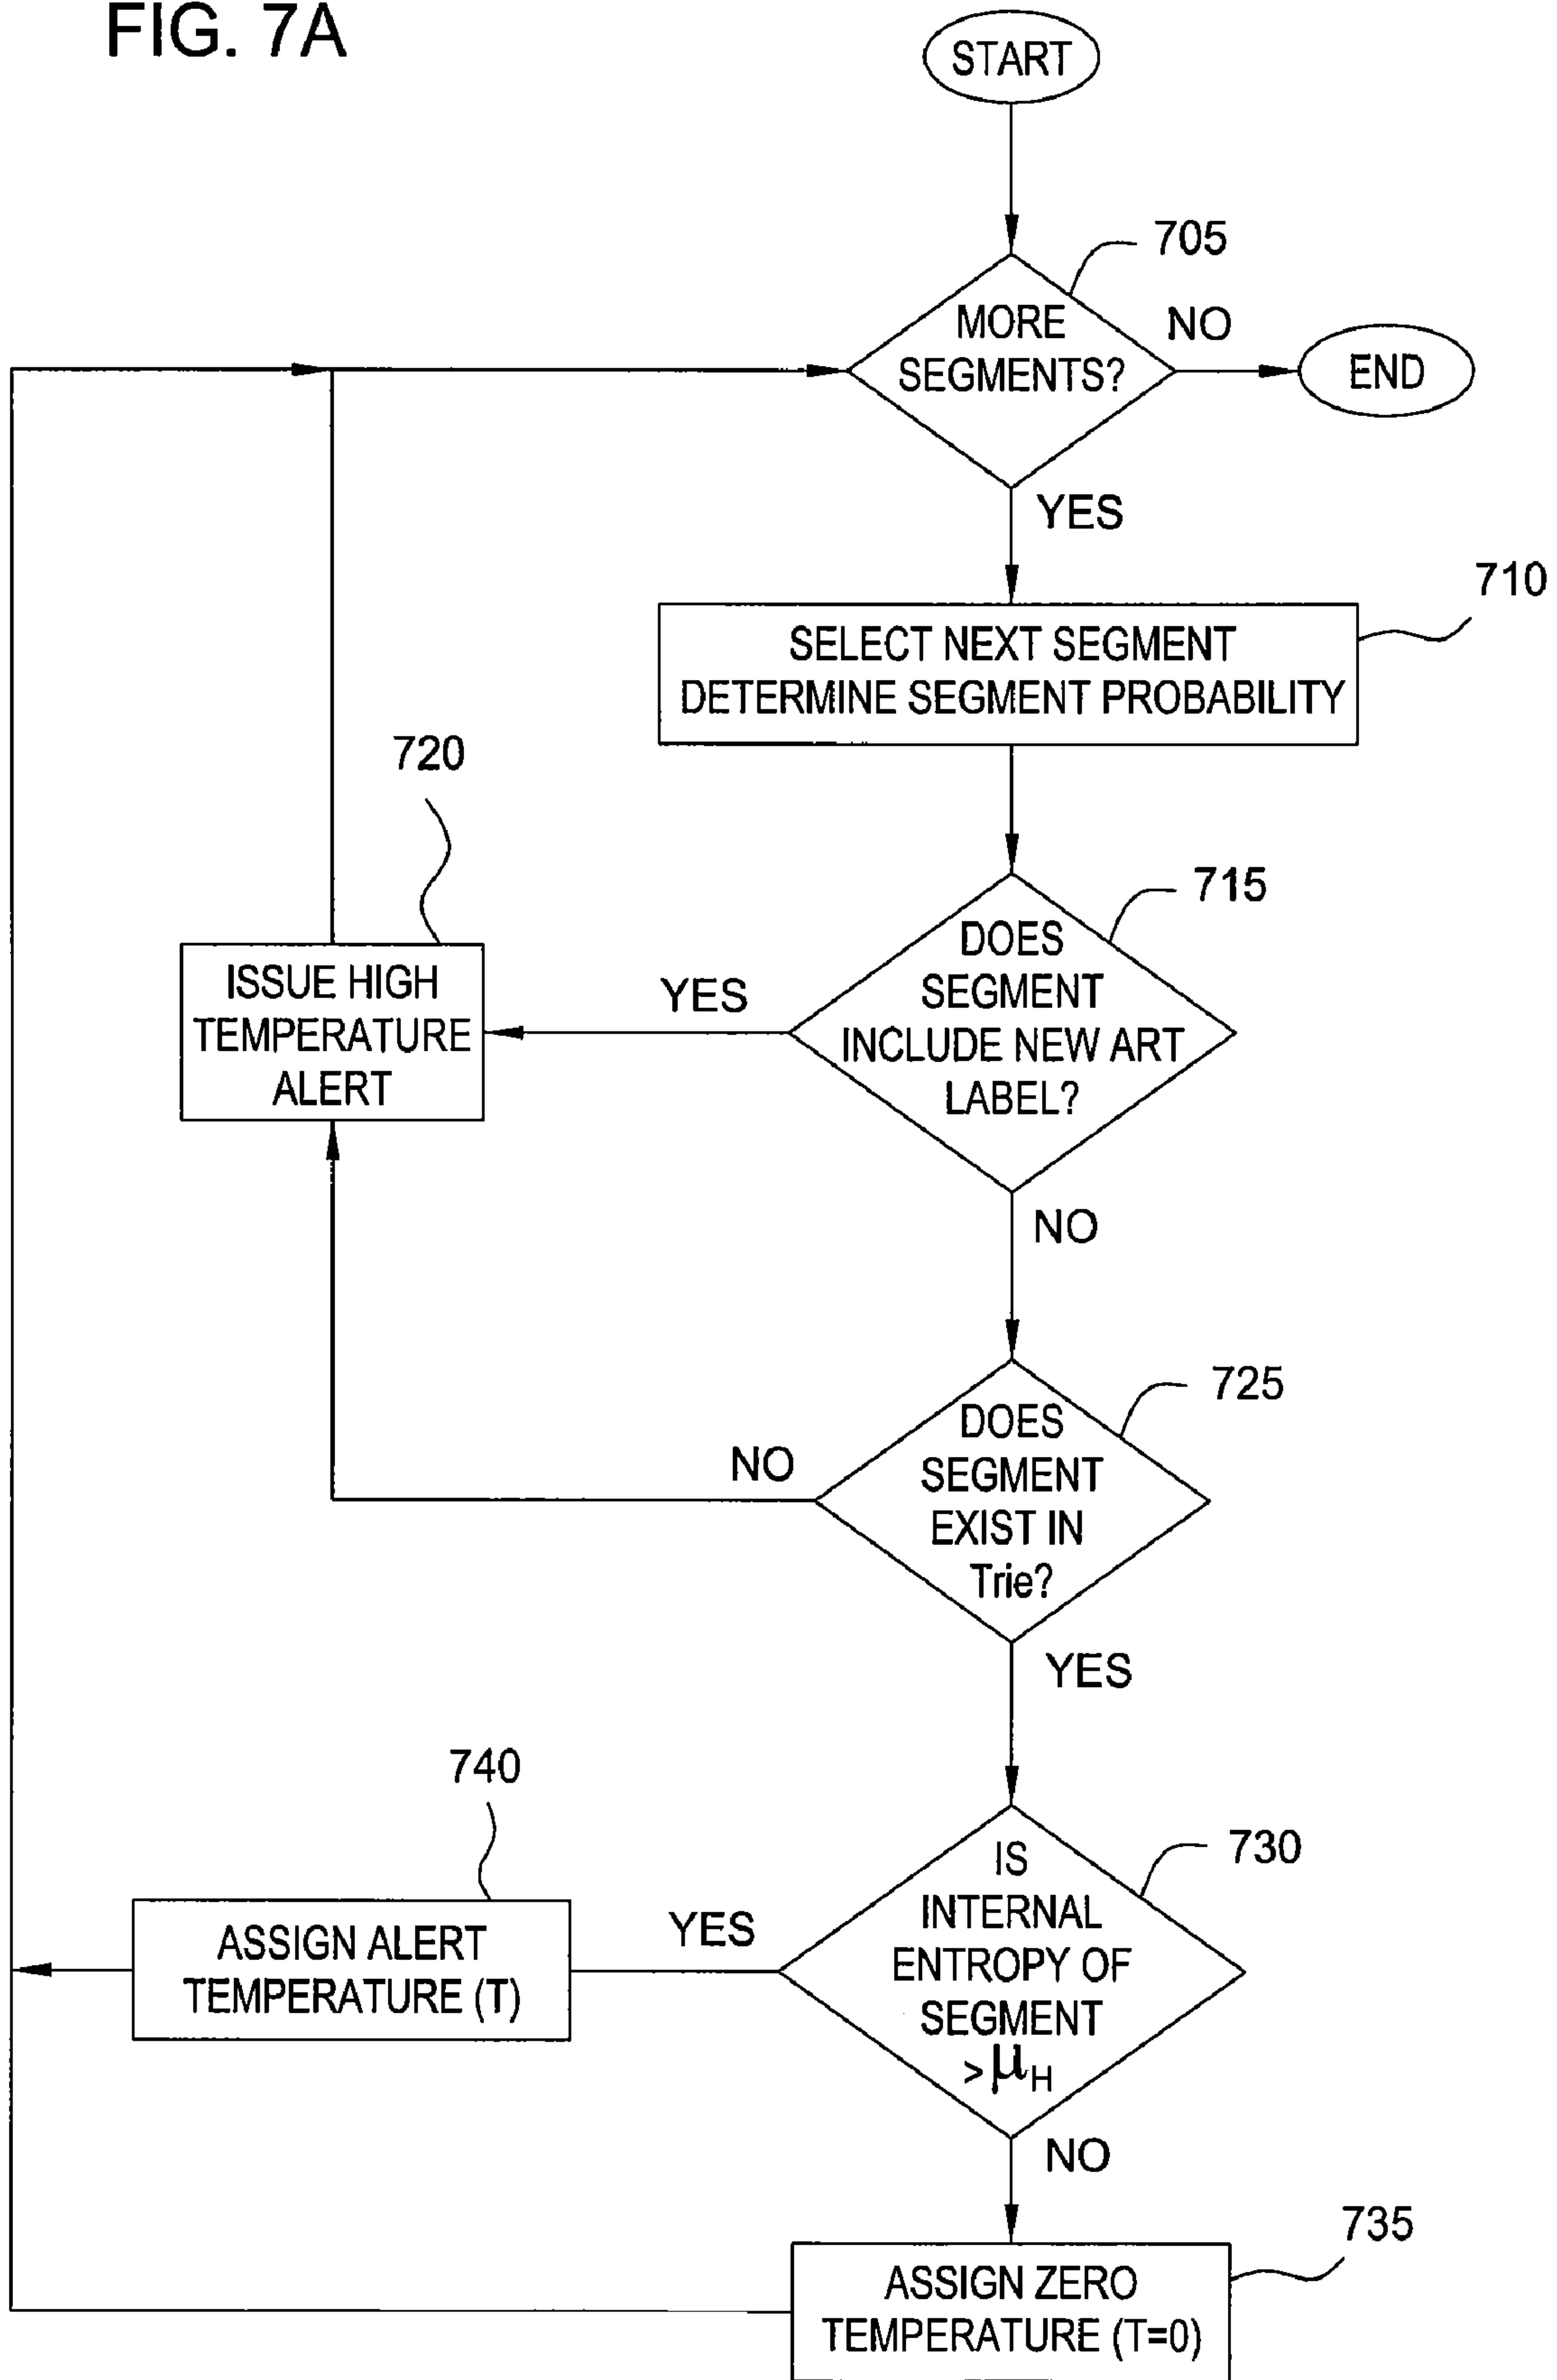 FIG. 7A
START
705
MORE
SEGMENTS?
NO
END
YES
710
SELECT NEXT SEGMENT
DETERMINE SEGMENT PROBABILITY
720
715
DOES
SEGMENT
INCLUDE NEW ART
LABEL?
YES
ISSUE HIGH
TEMPERATURE
ALERT
NO
725
DOES
SEGMENT
EXIST IN
Trie?
NO
YES
740
730
IS
INTERNAL
ENTROPY OF
SEGMENT
>μH
YES
ASSIGN ALERT
TEMPERATURE (T)
NO
735
ASSIGN ZERO
TEMPERATURE (T=0)